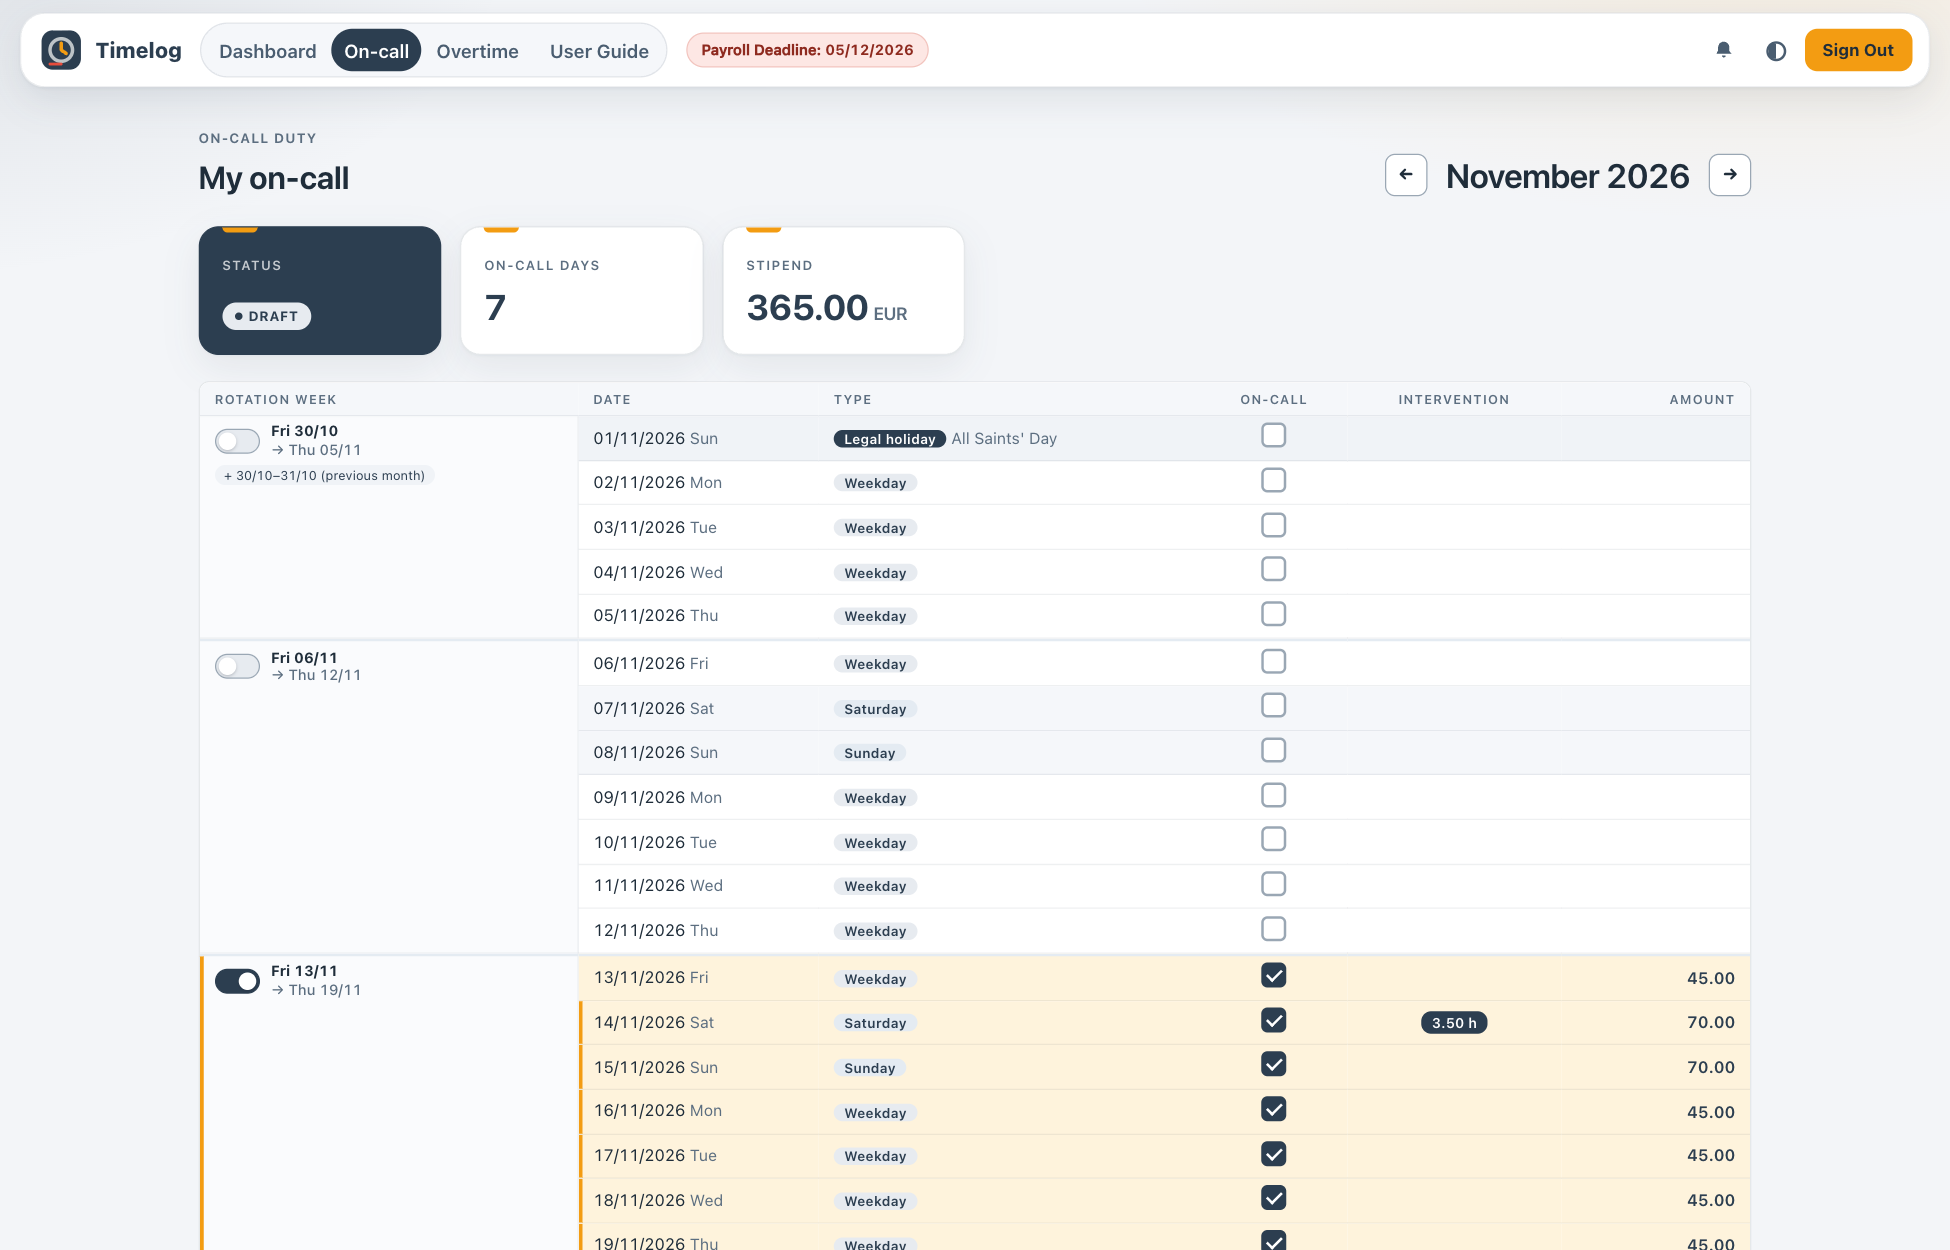 Timelog Dashboard On-call Overtime User Guide Payroll Deadline: 05/12/2026 Sign Out
ON-CALL DUTY
My on-call
← November 2026 →
STATUS ON-CALL DAYS STIPEND
DRAFT 7 365.00 EUR
ROTATION WEEK DATE TYPE ON-CALL INTERVENTION AMOUNT
Fri 30/10
→ Thu 05/11
+ 30/10–31/10 (previous month)
01/11/2026 Sun Legal holiday All Saints' Day
02/11/2026 Mon Weekday
03/11/2026 Tue Weekday
04/11/2026 Wed Weekday
05/11/2026 Thu Weekday
Fri 06/11
→ Thu 12/11
06/11/2026 Fri Weekday
07/11/2026 Sat Saturday
08/11/2026 Sun Sunday
09/11/2026 Mon Weekday
10/11/2026 Tue Weekday
11/11/2026 Wed Weekday
12/11/2026 Thu Weekday
Fri 13/11
→ Thu 19/11
13/11/2026 Fri Weekday 45.00
14/11/2026 Sat Saturday 3.50 h 70.00
15/11/2026 Sun Sunday 70.00
16/11/2026 Mon Weekday 45.00
17/11/2026 Tue Weekday 45.00
18/11/2026 Wed Weekday 45.00
19/11/2026 Thu Weekday 45.00